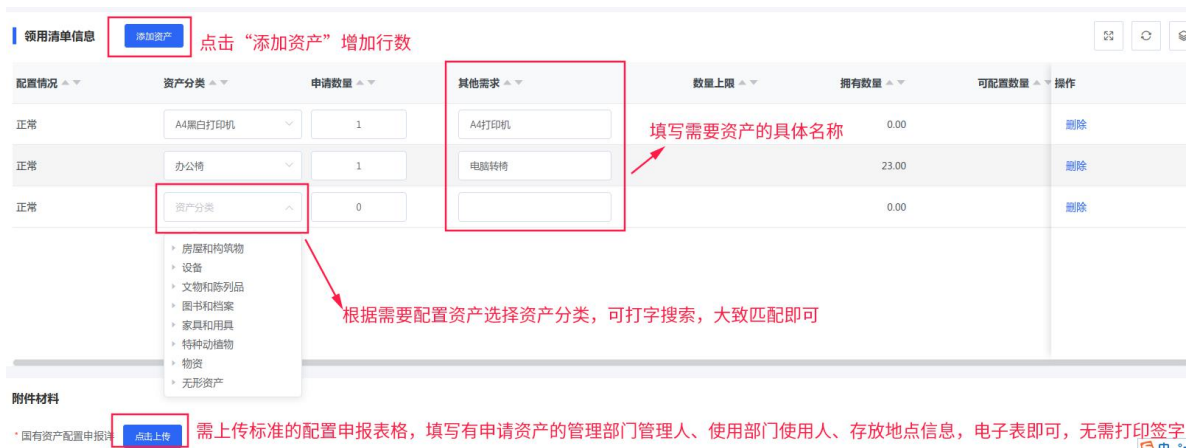 领用清单信息 添加资产 点击“添加资产”增加行数
配置情况 资产分类 申请数量 其他需求 数量上限 拥有数量 可配置数量 操作
正常 A4黑白打印机 1 A4打印机 0.00 删除
填写需要资产的具体名称
正常 办公椅 1 电脑转椅 23.00 删除
正常 资产分类 0 0.00 删除
房屋和构筑物
设备
文物和陈列品
图书和档案
根据需要配置资产选择资产分类，可打字搜索，大致匹配即可
家具和用具
特种动植物
物资
无形资产
附件材料
*国有资产配置申报详 点击上传 需上传标准的配置申报表格，填写有申请资产的管理部门管理人、使用部门使用人、存放地点信息，电子表即可，无需打印签字
中